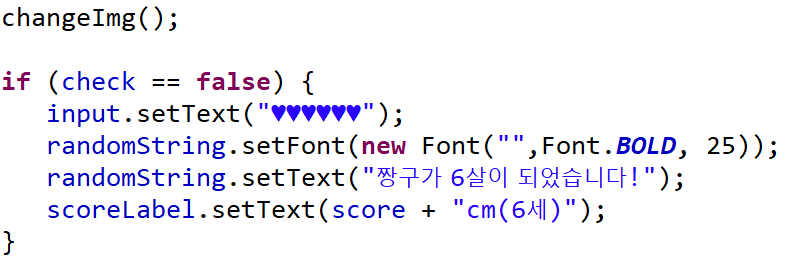 changeImg();
if (check == false) {
input.setText("♥♥♥♥♥♥");
randomString.setFont(new Font("",Font.BOLD, 25));
randomString.setText("짱구가 6살이 되었습니다!");
scoreLabel.setText(score + "cm(6세)");
}